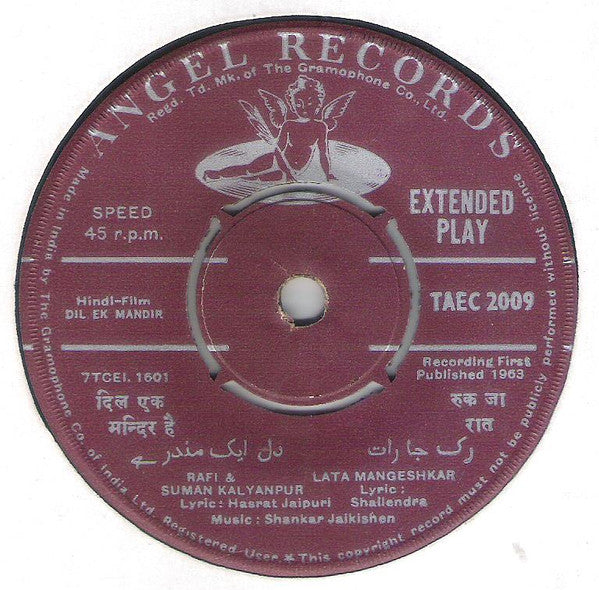 ANGEL RECORDS
Regd. Td. Mk. of The Gramophone Co., Ltd.
SPEED
45 r.p.m.
EXTENDED
PLAY
TAEC 2009
Hindi-Film
DIL EK MANDIR
7TCEI. 1601
Recording First
Published 1963
दिल एक
मन्दिर है
रुक जा
रात
دل ایک مندر ہے
رک جا رات
RAFI &
SUMAN KALYANPUR
Lyric : Hasrat Jaipuri
LATA MANGESHKAR
Lyric :
Shailendra
Music : Shankar Jaikishen
Made in India by The Gramophone Co. of India Ltd. Registered User * This copyright record must not be publicly performed without licence